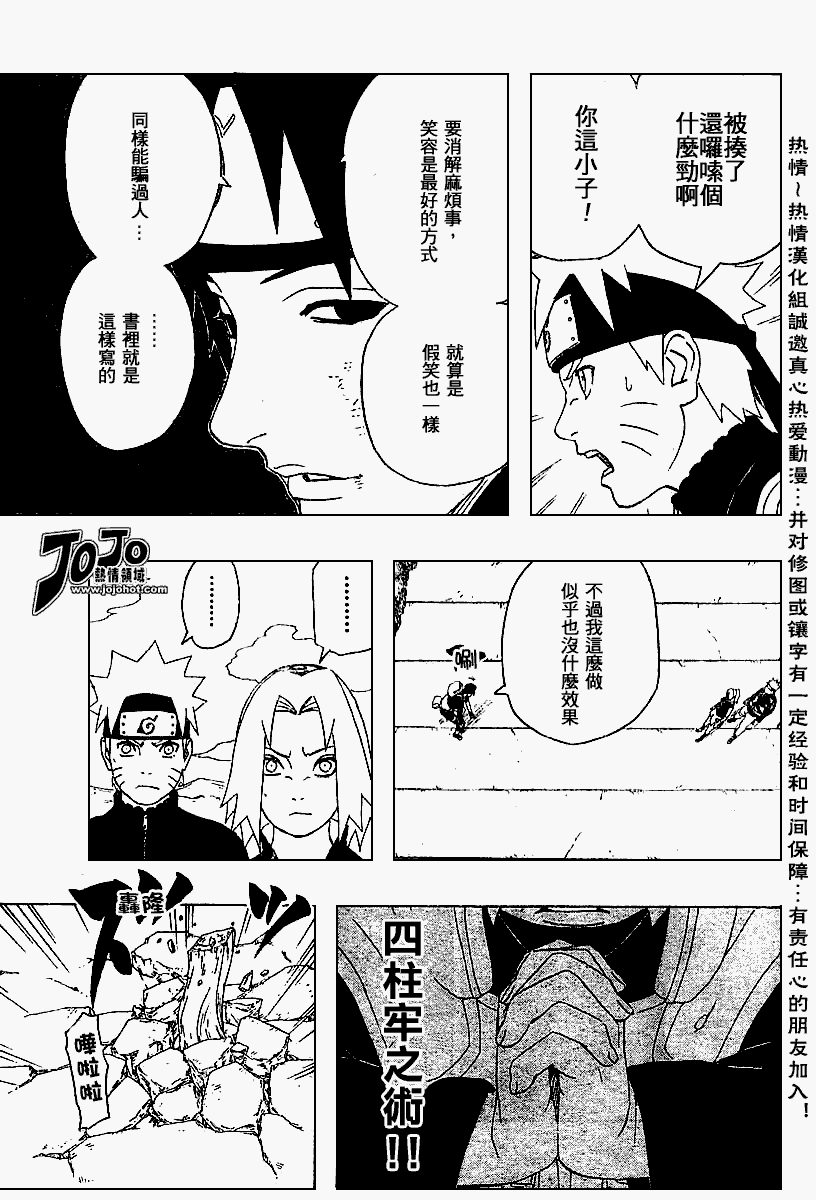 被揍了
還囉嗦個
什麼勁啊
你這小子！
要消解麻煩事，
笑容是最好的方式
就算是
假笑也一樣
同樣能騙過人…
……
書裡就是
這樣寫的
不過我這麼做
似乎也沒什麼效果
唰
………
………
JOJO
熱情領域
www.jojohot.com
四柱牢之術!!
轟隆
嘩啦啦
热情～热情漢化組誠邀真心热爱動漫…并对修图或镶字有一定经验和时间保障…有责任心的朋友加入！